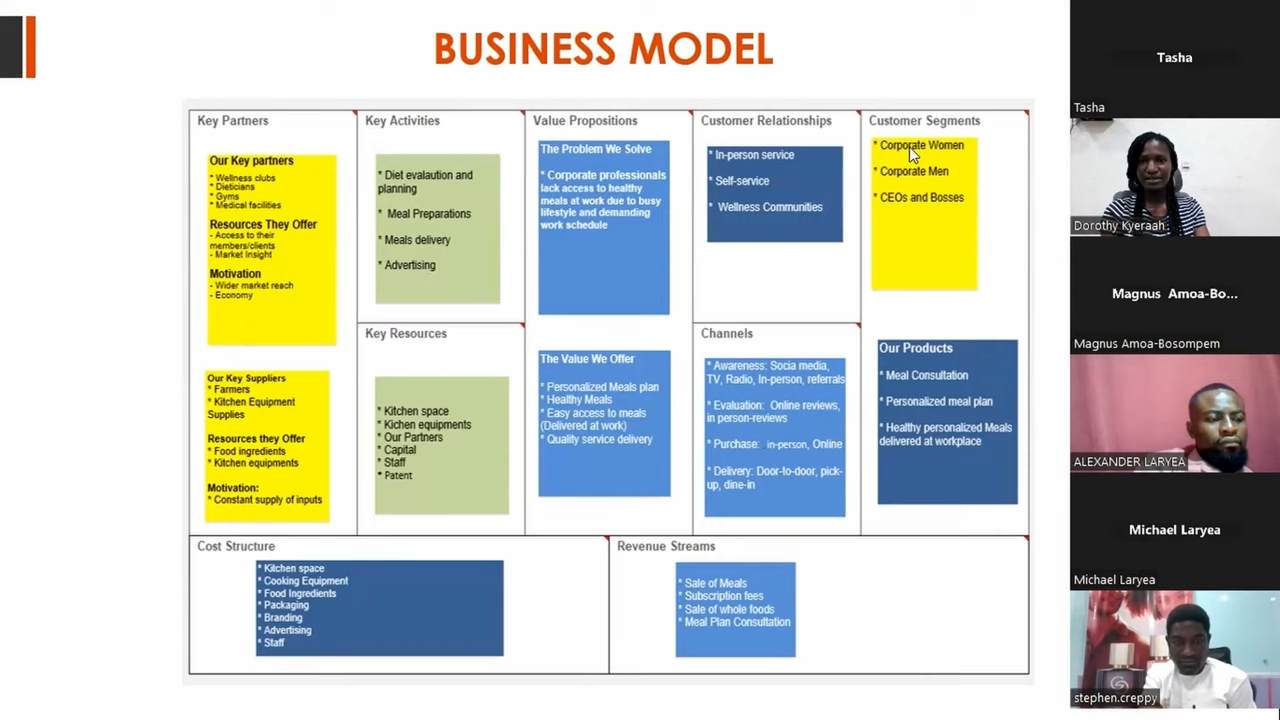 BUSINESS MODEL
Key Partners
Our Key partners
* Wellness clubs
* Dieticians
* Gyms
* Medical facilities
Resources They Offer
- Access to their
members/clients
- Market Insight
Motivation
- Wider market reach
- Economy
Our Key Suppliers
* Farmers
* Kitchen Equipment
Supplies
Resources they Offer
* Food ingredients
* Kitchen equipments
Motivation:
* Constant supply of inputs
Key Activities
* Diet evalaution and
planning
* Meal Preparations
* Meals delivery
* Advertising
Key Resources
* Kitchen space
* Kichen equipments
* Our Partners
* Capital
* Staff
* Patent
Value Propositions
The Problem We Solve
* Corporate professionals
lack access to healthy
meals at work due to busy
lifestyle and demanding
work schedule
The Value We Offer
* Personalized Meals plan
* Healthy Meals
* Easy access to meals
(Delivered at work)
* Quality service delivery
Customer Relationships
* In-person service
* Self-service
* Wellness Communities
Channels
* Awareness: Socia media,
TV, Radio, In-person, referrals
* Evaluation: Online reviews,
in person-reviews
* Purchase: in-person, Online
* Delivery: Door-to-door, pick-
up, dine-in
Customer Segments
* Corporate Women
* Corporate Men
* CEOs and Bosses
Our Products
* Meal Consultation
* Personalized meal plan
* Healthy personalized Meals
delivered at workplace
Cost Structure
* Kitchen space
* Cooking Equipment
* Food Ingredients
* Packaging
* Branding
* Advertising
* Staff
Revenue Streams
* Sale of Meals
* Subscription fees
* Sale of whole foods
* Meal Plan Consultation
Tasha
Tasha
Dorothy Kyeraah
Magnus Amoa-Bo...
Magnus Amoa-Bosompem
ALEXANDER LARYEA
Michael Laryea
Michael Laryea
stephen.creppy